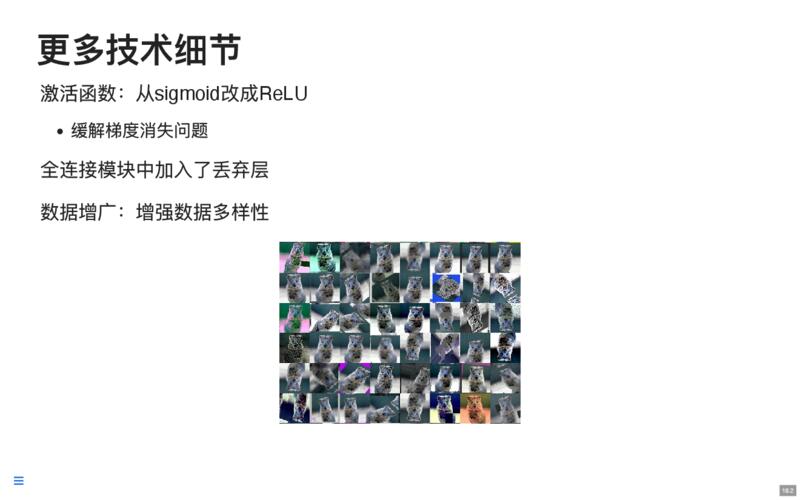 更多技术细节
激活函数：从sigmoid改成ReLU
• 缓解梯度消失问题
全连接模块中加入了丢弃层
数据增广：增强数据多样性
18.2